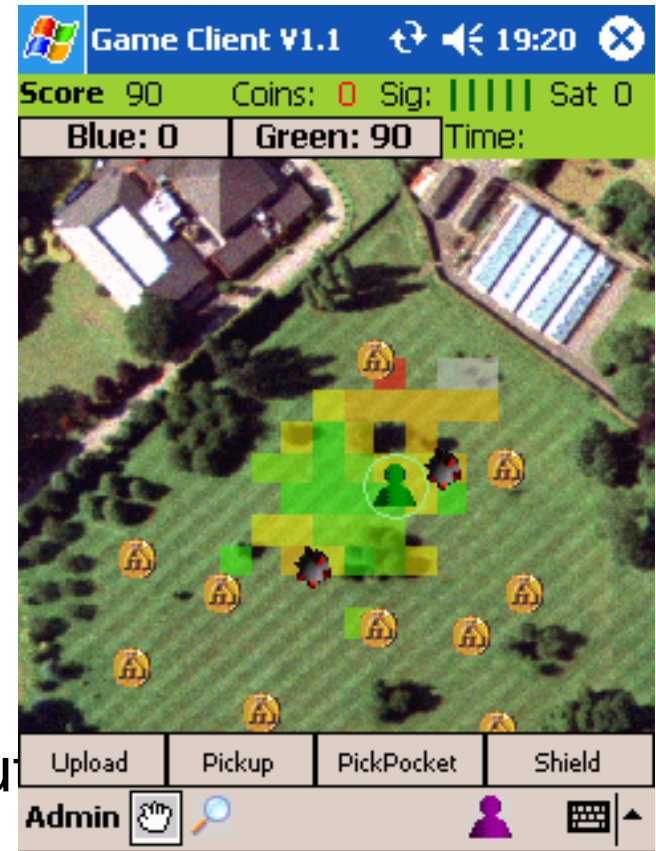 Game Client V1.1 19:20
Score 90 Coins: 0 Sig: Sat 0
Blue: 0 Green: 90 Time:
Upload Pickup PickPocket Shield
Admin